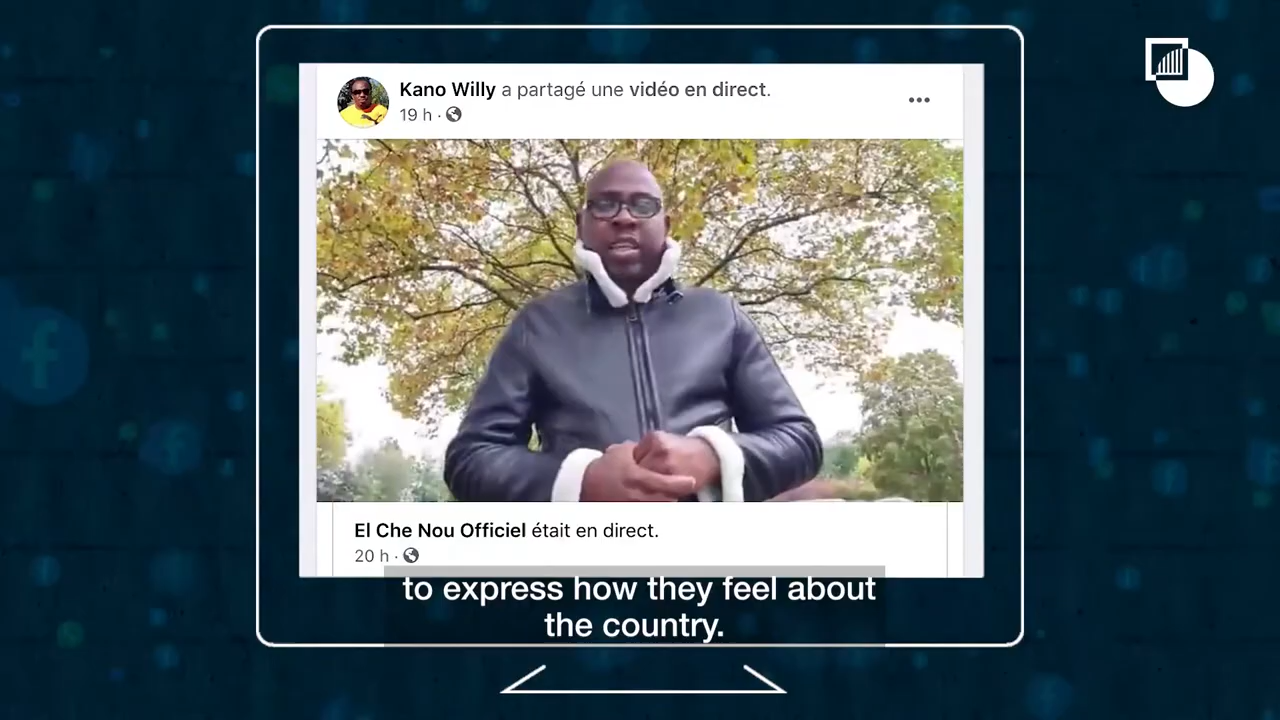 Kano Willy a partagé une vidéo en direct.
19 h ·
El Che Nou Officiel était en direct.
20 h ·
to express how they feel about
the country.